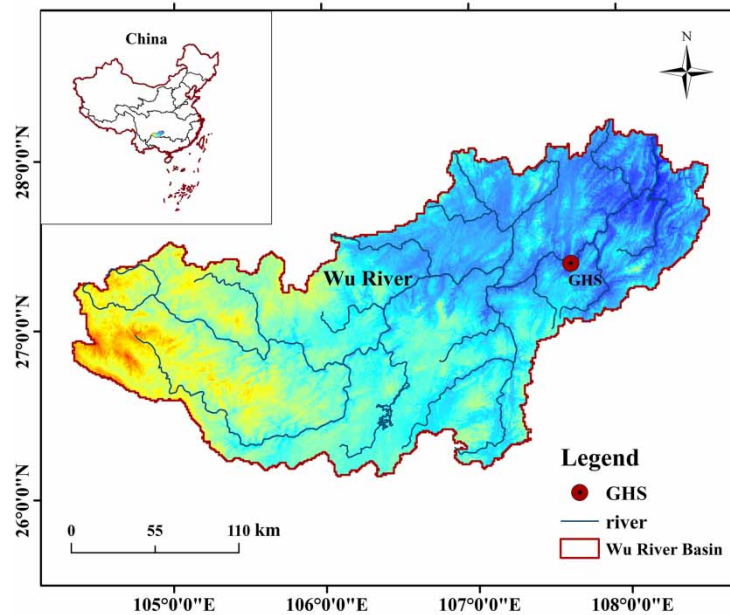 China
N
28°0'0"N
27°0'0"N
26°0'0"N
Wu River
GHS
Legend
GHS
river
Wu River Basin
0 55 110 km
105°0'0"E 106°0'0"E 107°0'0"E 108°0'0"E